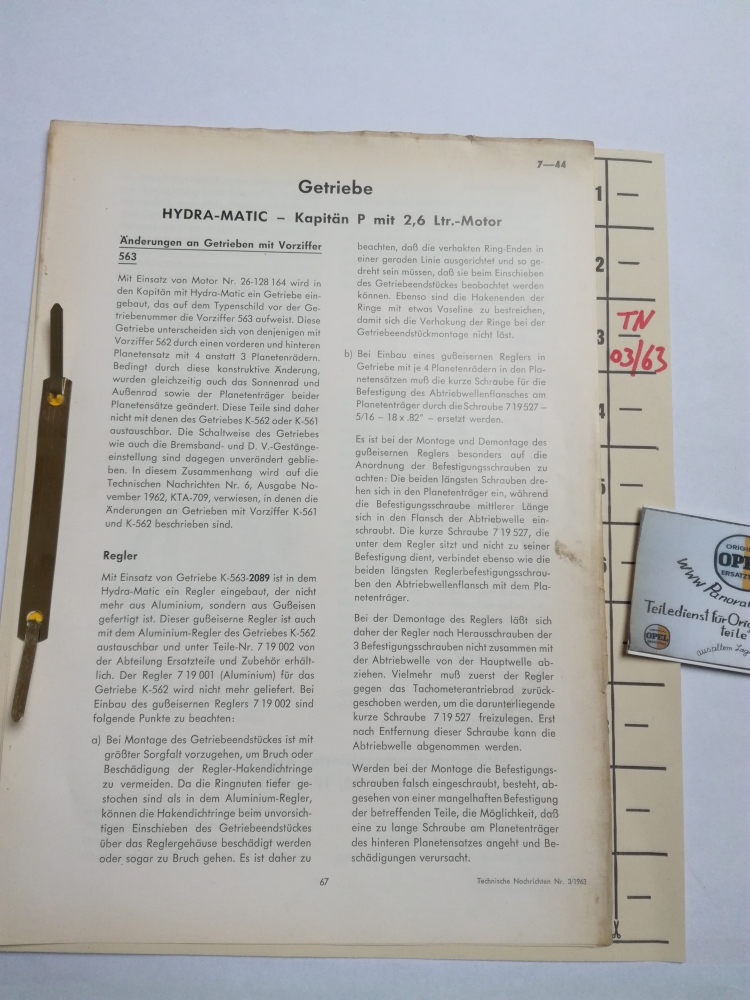 7—44
Getriebe
HYDRA-MATIC – Kapitän P mit 2,6 Ltr.-Motor
Änderungen an Getrieben mit Vorziffer
563
Mit Einsatz von Motor Nr. 26-128 164 wird in
den Kapitän mit Hydra-Matic ein Getriebe ein-
gebaut, das auf dem Typenschild vor der Ge-
triebenummer die Vorziffer 563 aufweist. Diese
Getriebe unterscheiden sich von denjenigen mit
Vorziffer 562 durch einen vorderen und hinteren
Planetensatz mit 4 anstatt 3 Planetenrädern.
Bedingt durch diese konstruktive Änderung,
wurden gleichzeitig auch das Sonnenrad und
Außenrad sowie der Planetenträger beider
Planetensätze geändert. Diese Teile sind daher
nicht mit denen des Getriebes K-562 oder K-561
austauschbar. Die Schaltweise des Getriebes
wie auch die Bremsband- und D. V.-Gestänge-
einstellung sind dagegen unverändert geblie-
ben. In diesem Zusammenhang wird auf die
Technischen Nachrichten Nr. 6, Ausgabe No-
vember 1962, KTA-709, verwiesen, in denen die
Änderungen an Getrieben mit Vorziffer K-561
und K-562 beschrieben sind.
Regler
Mit Einsatz von Getriebe K-563-2089 ist in dem
Hydra-Matic ein Regler eingebaut, der nicht
mehr aus Aluminium, sondern aus Gußeisen
gefertigt ist. Dieser gußeiserne Regler ist auch
mit dem Aluminium-Regler des Getriebes K-562
austauschbar und unter Teile-Nr. 7 19 002 von
der Abteilung Ersatzteile und Zubehör erhält-
lich. Der Regler 7 19 001 (Aluminium) für das
Getriebe K-562 wird nicht mehr geliefert. Bei
Einbau des gußeisernen Reglers 7 19 002 sind
folgende Punkte zu beachten:
a) Bei Montage des Getriebeendstückes ist mit
größter Sorgfalt vorzugehen, um Bruch oder
Beschädigung der Regler-Hakendichtringe
zu vermeiden. Da die Ringnuten tiefer ge-
stochen sind als in dem Aluminium-Regler,
können die Hakendichtringe beim unvorsich-
tigen Einschieben des Getriebeendstückes
über das Reglergehäuse beschädigt werden
oder sogar zu Bruch gehen. Es ist daher zu
beachten, daß die verhakten Ring-Enden in
einer geraden Linie ausgerichtet und so ge-
dreht sein müssen, daß sie beim Einschieben
des Getriebeendstückes beobachtet werden
können. Ebenso sind die Hakenenden der
Ringe mit etwas Vaseline zu bestreichen,
damit sich die Verhakung der Ringe bei der
Getriebeendstückmontage nicht löst.
b) Bei Einbau eines gußeisernen Reglers in
Getriebe mit je 4 Planetenrädern in den Pla-
netensätzen muß die kurze Schraube für die
Befestigung des Abtriebwellenflansches am
Planetenträger durch die Schraube 7 19 527 –
5/16 – 18 x .82" – ersetzt werden.
Es ist bei der Montage und Demontage des
gußeisernen Reglers besonders auf die
Anordnung der Befestigungsschrauben zu
achten: Die beiden längsten Schrauben dre-
hen sich in den Planetenträger ein, während
die Befestigungsschraube mittlerer Länge
sich in den Flansch der Abtriebwelle ein-
schraubt. Die kurze Schraube 7 19 527, die
unter dem Regler sitzt und nicht zu seiner
Befestigung dient, verbindet ebenso wie die
beiden längsten Reglerbefestigungsschrau-
ben den Abtriebwellenflansch mit dem Pla-
netenträger.
Bei der Demontage des Reglers läßt sich
daher der Regler nach Herausschrauben der
3 Befestigungsschrauben nicht zusammen mit
der Abtriebwelle von der Hauptwelle ab-
ziehen. Vielmehr muß zuerst der Regler
gegen das Tachometerantriebrad zurück-
geschoben werden, um die darunterliegende
kurze Schraube 7 19 527 freizulegen. Erst
nach Entfernung dieser Schraube kann die
Abtriebwelle abgenommen werden.
Werden bei der Montage die Befestigungs-
schrauben falsch eingeschraubt, besteht, ab-
gesehen von einer mangelhaften Befestigung
der betreffenden Teile, die Möglichkeit, daß
eine zu lange Schraube am Planetenträger
des hinteren Planetensatzes angeht und Be-
schädigungen verursacht.
67
Technische Nachrichten Nr. 3/1963
1
2
3
4
TN
03/63
ORIGI
OPE
ERSATZ
www.Panora
Teiledienst für Ori
Teile
OPEL
aus altem Lag